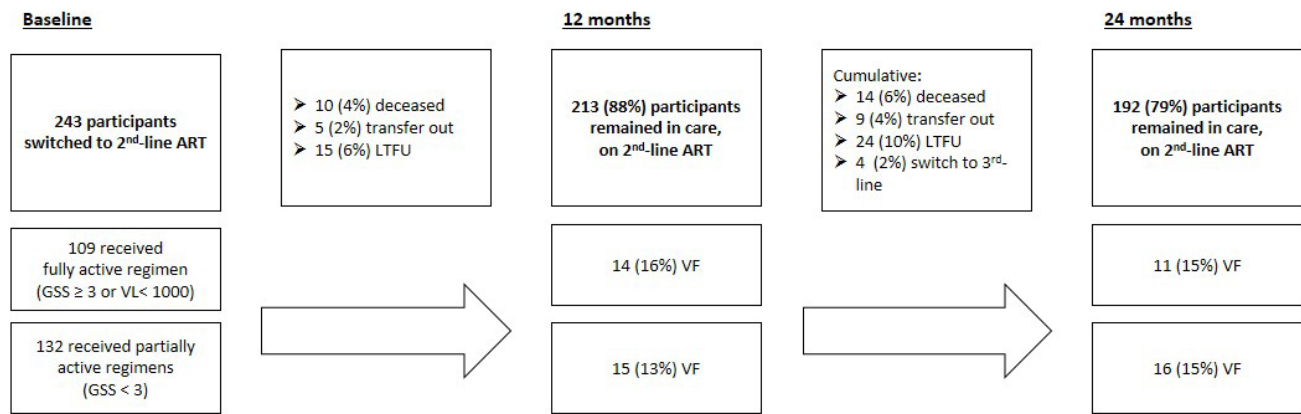 Baseline
12 months
24 months
243 participants
switched to 2nd-line ART
➤ 10 (4%) deceased
➤ 5 (2%) transfer out
➤ 15 (6%) LTFU
213 (88%) participants
remained in care,
on 2nd-line ART
Cumulative:
➤ 14 (6%) deceased
➤ 9 (4%) transfer out
➤ 24 (10%) LTFU
➤ 4 (2%) switch to 3rd-
line
192 (79%) participants
remained in care,
on 2nd-line ART
109 received
fully active regimen
(GSS ≥ 3 or VL< 1000)
14 (16%) VF
11 (15%) VF
132 received partially
active regimens
(GSS < 3)
15 (13%) VF
16 (15%) VF